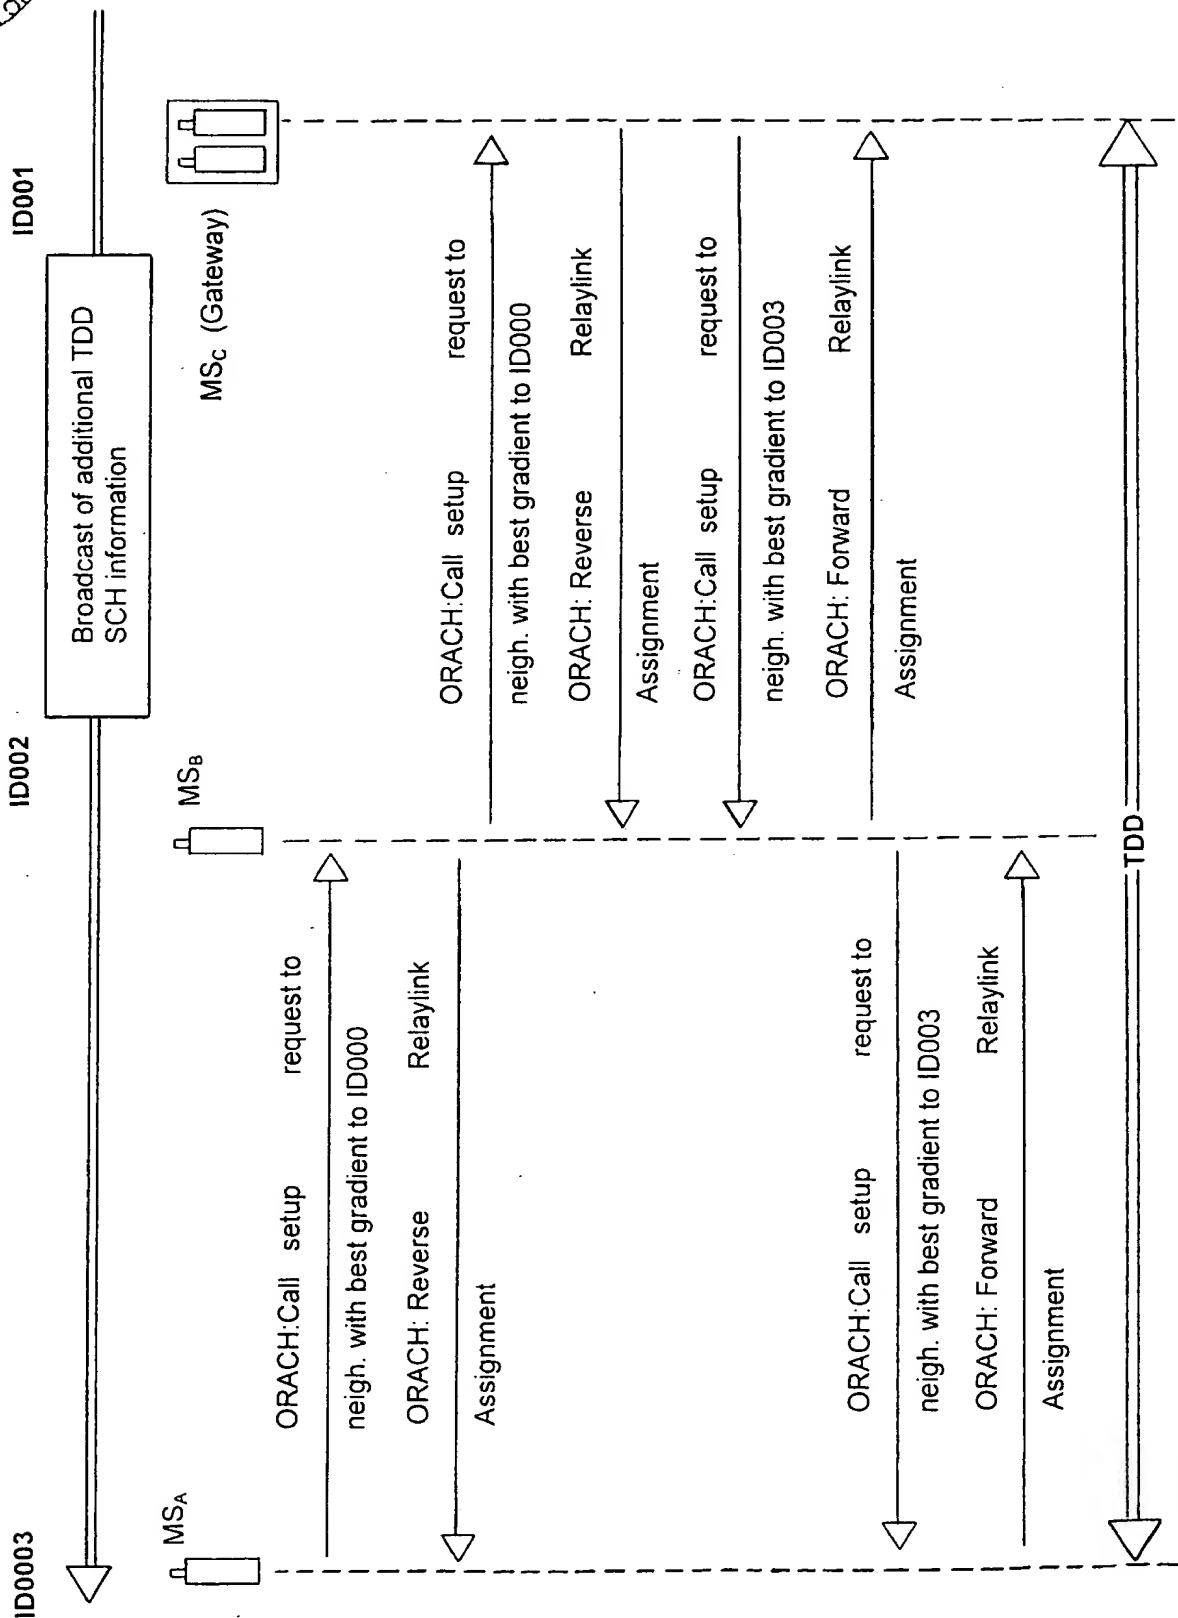 ID0003
ID002
ID001
Broadcast of additional TDD
SCH information
MSA
MSB
MSC (Gateway)
ORACH:Call setup request to
neigh. with best gradient to ID000
ORACH: Reverse Relaylink
Assignment
ORACH:Call setup request to
neigh. with best gradient to ID000
ORACH: Reverse Relaylink
Assignment
ORACH:Call setup request to
neigh. with best gradient to ID003
ORACH: Forward Relaylink
Assignment
ORACH:Call setup request to
neigh. with best gradient to ID003
ORACH: Forward Relaylink
Assignment
TDD